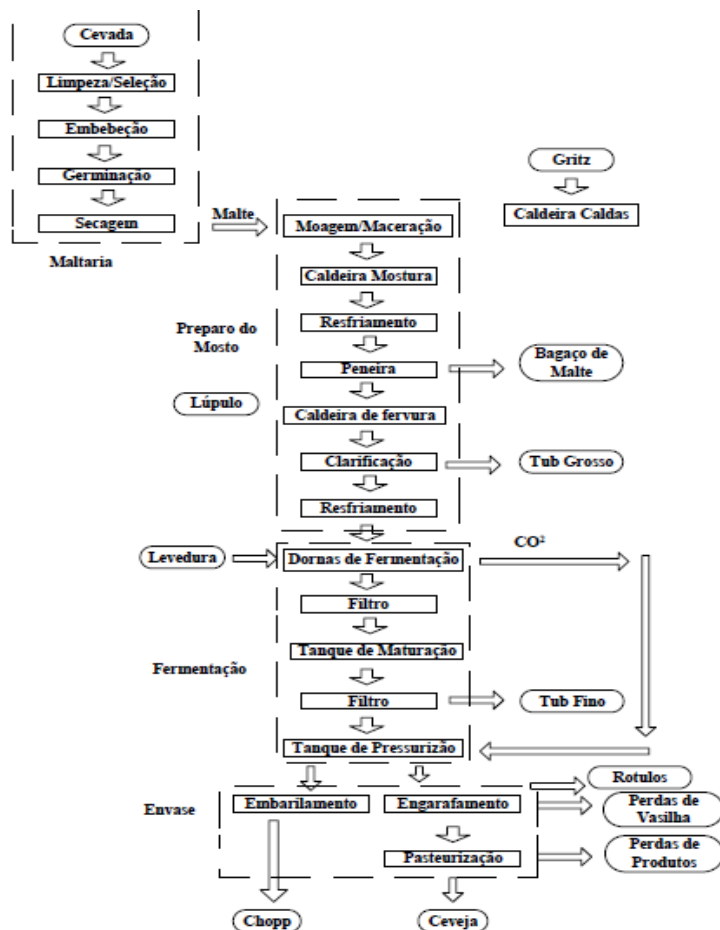 Cevada
Limpeza/Seleção
Embebeção
Germinação
Secagem
Maltaria
Malte
Gritz
Caldeira Caldas
Moagem/Maceração
Caldeira Mostura
Resfriamento
Preparo do
Mosto
Peneira
Bagaço de
Malte
Lúpulo
Caldeira de fervura
Clarificação
Tub Grosso
Resfriamento
Levedura
Dornas de Fermentação
CO²
Filtro
Tanque de Maturação
Fermentação
Filtro
Tub Fino
Tanque de Pressurizão
Rotulos
Envase
Embarilamento
Engarafamento
Perdas de
Vasilha
Pasteurização
Perdas de
Produtos
Chopp
Ceveja